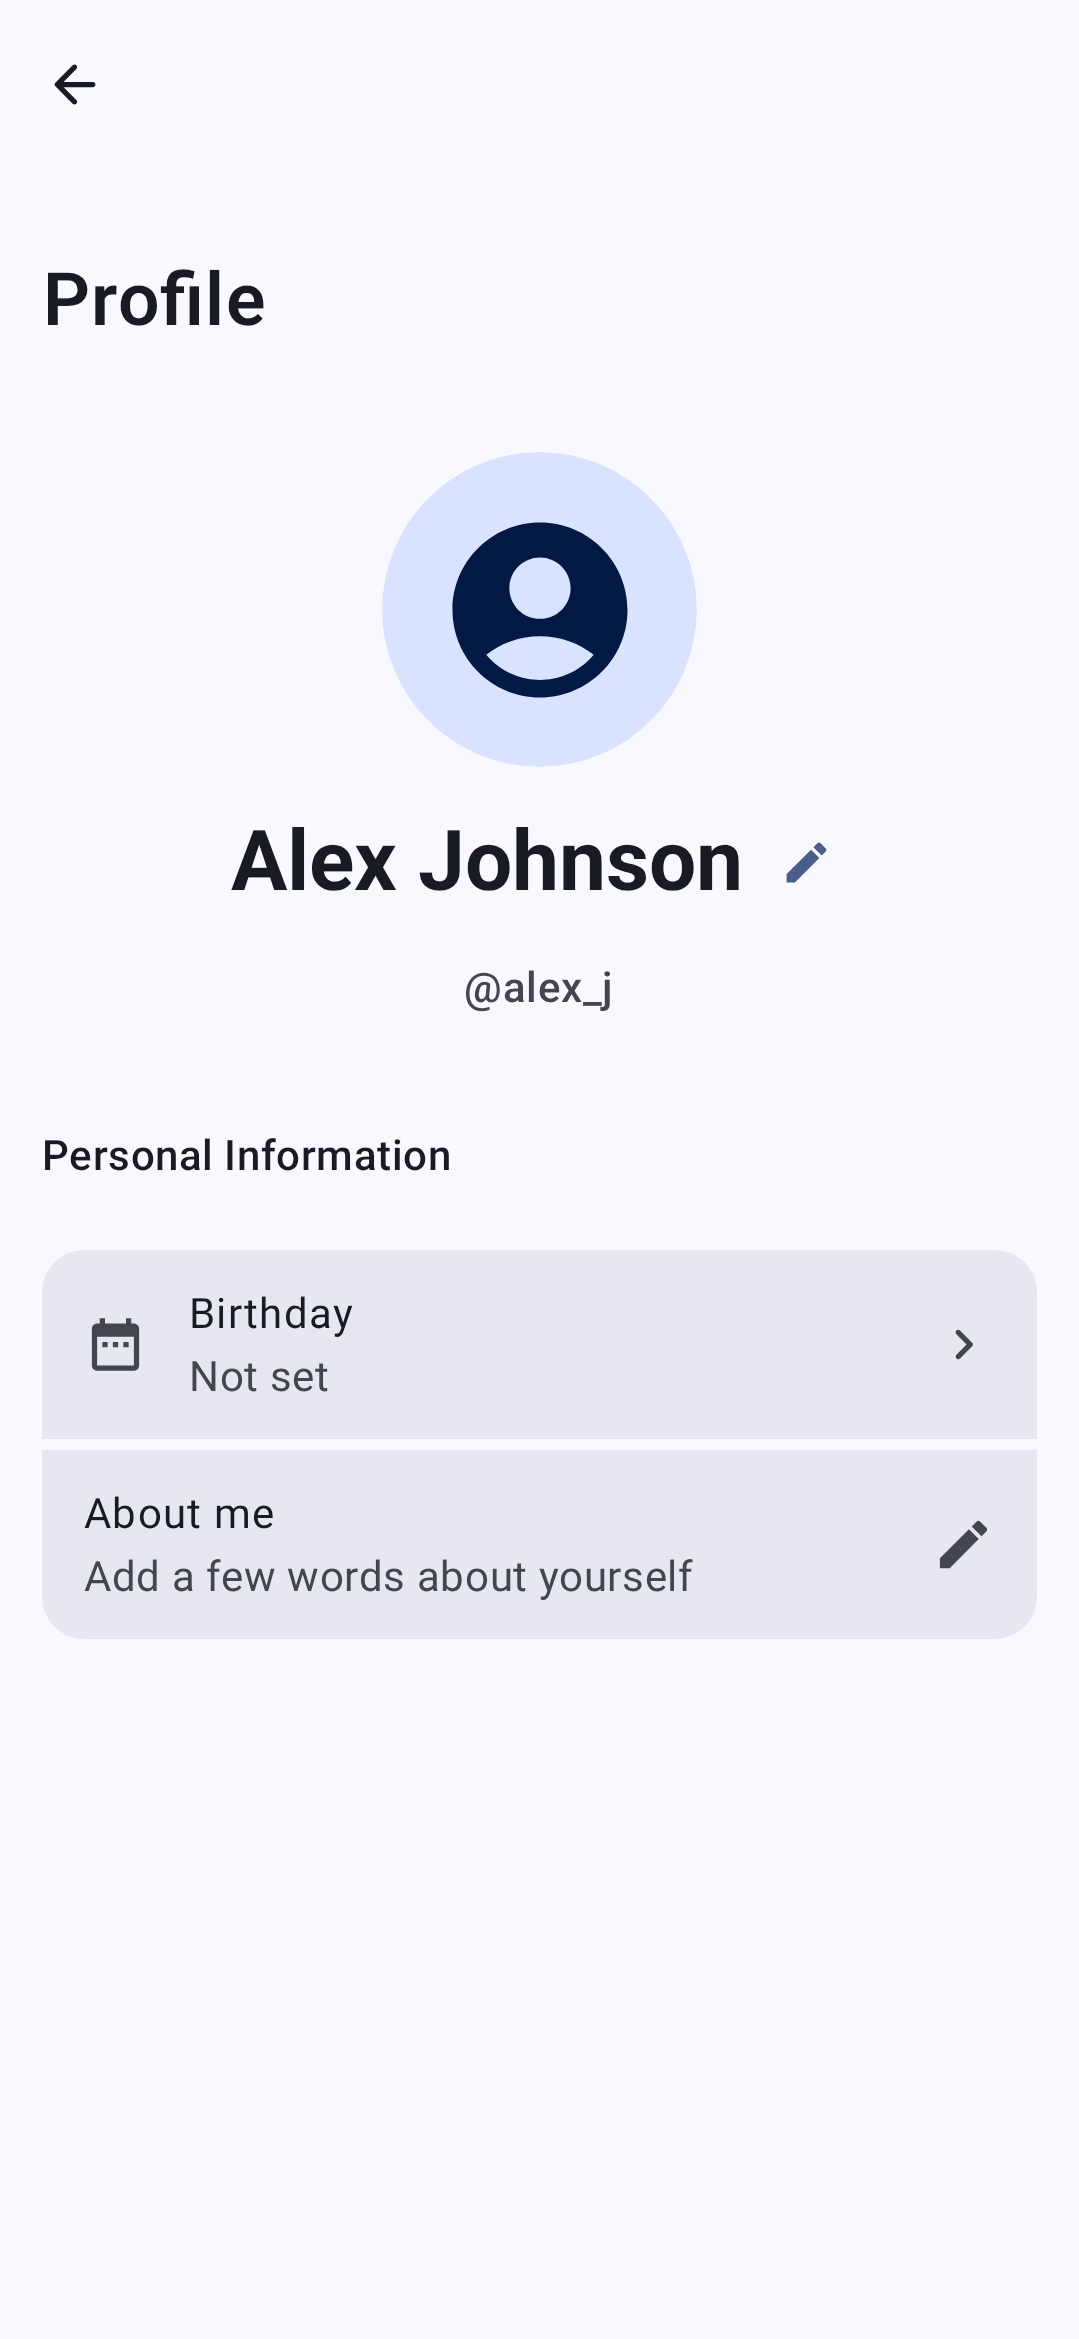 Profile
Alex Johnson
@alex_j
Personal Information
Birthday
Not set
About me
Add a few words about yourself